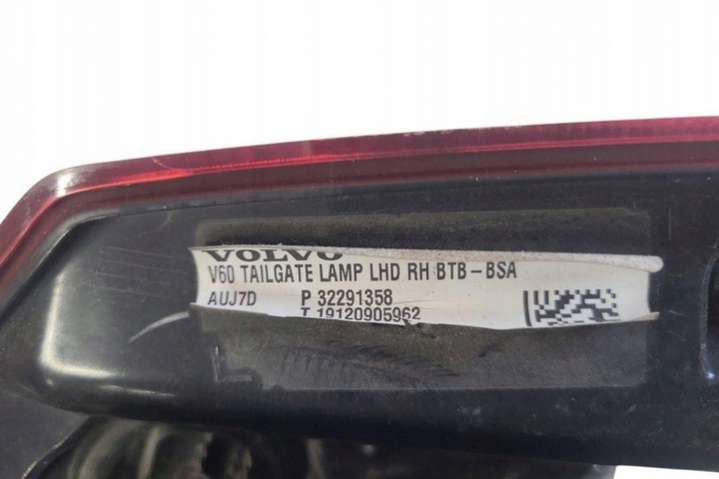 VOLVO
V60 TAILGATE LAMP LHD RH BTB-BSA
AUJ7D P 32291358
T 19120905962